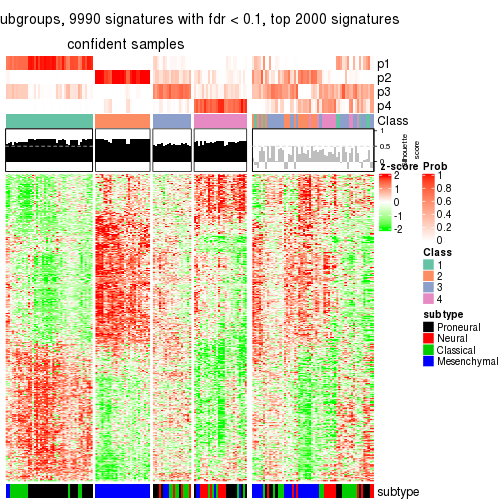 ubgroups, 9990 signatures with fdr < 0.1, top 2000 signatures
confident samples
p1
p2
p3
p4
Class
1
0.5
0
silhouette
score
z-score
2
1
0
-1
-2
Prob
1
0.8
0.6
0.4
0.2
0
Class
1
2
3
4
subtype
Proneural
Neural
Classical
Mesenchymal
subtype